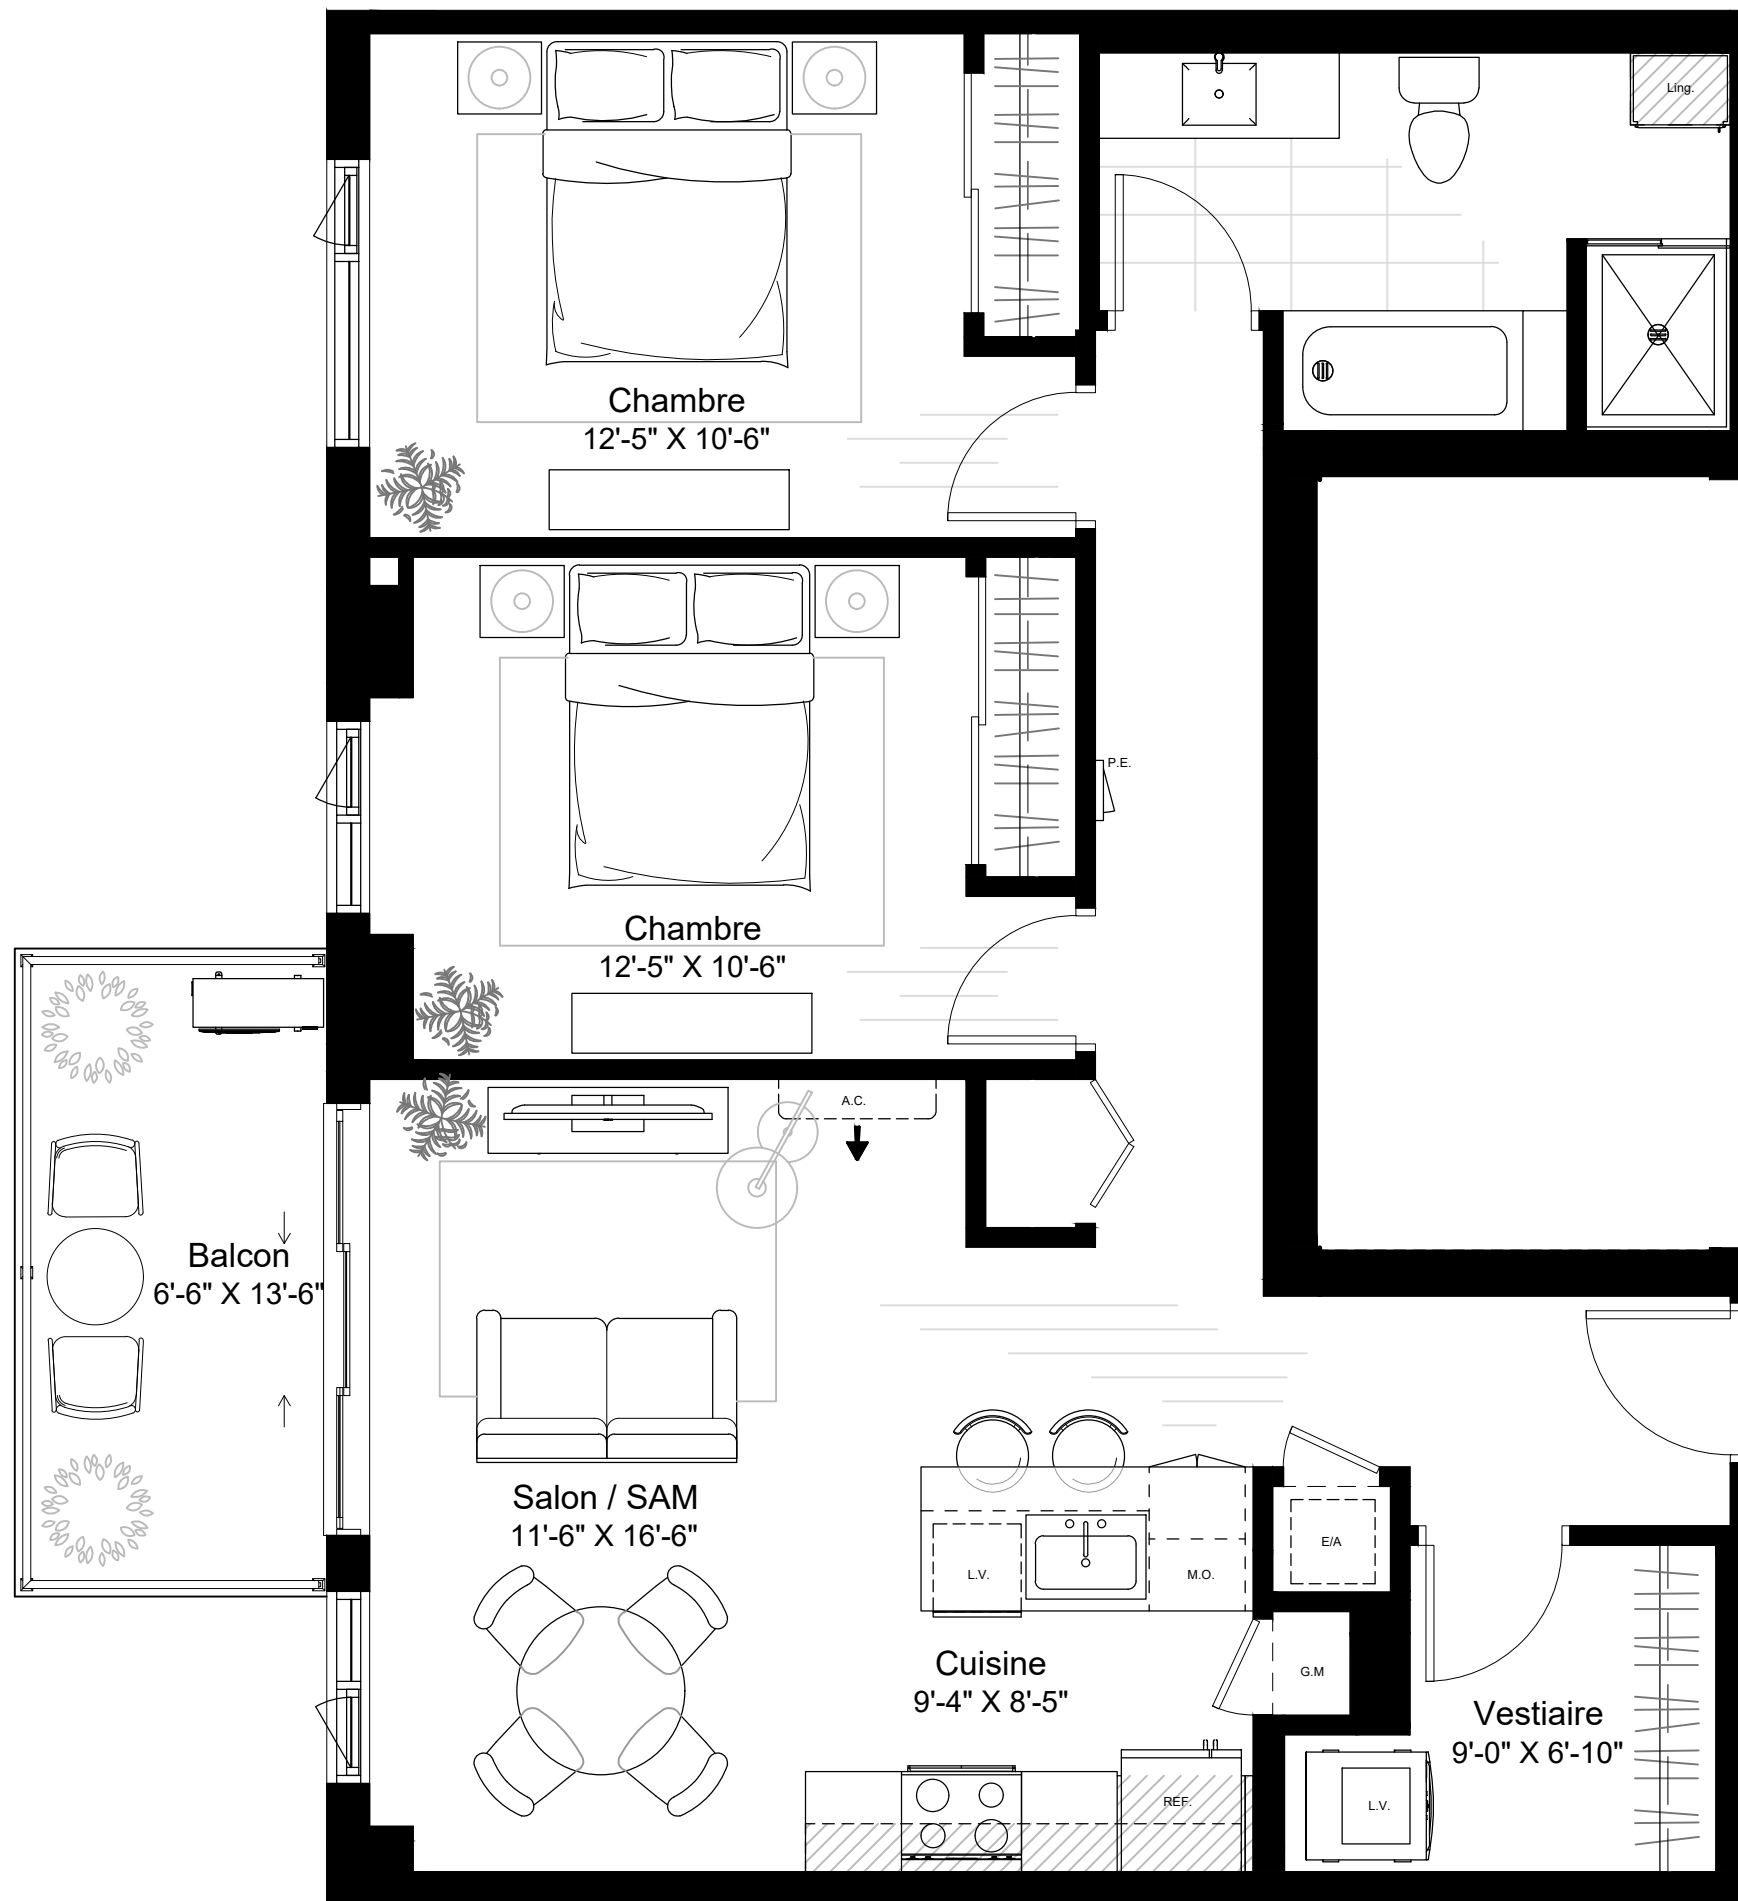 Ling.
Chambre
12'-5" X 10'-6"
P.E.
Chambre
12'-5" X 10'-6"
A.C.
Balcon
6'-6" X 13'-6"
Salon / SAM
11'-6" X 16'-6"
L.V.
M.O.
E/A
Cuisine
9'-4" X 8'-5"
G.M
Vestiaire
9'-0" X 6'-10"
REF.
L.V.